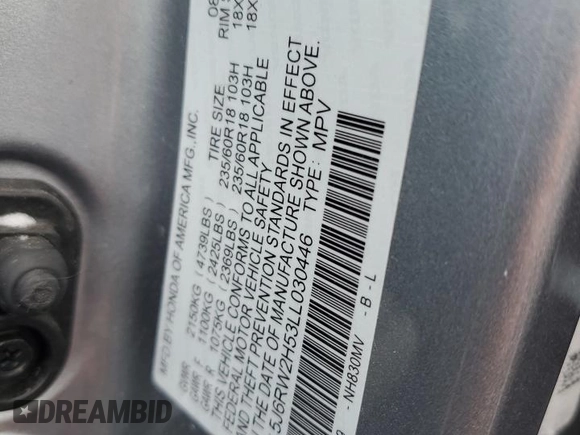 MFD.BY HONDA OF AMERICA MFG.,INC. 08
GVWR 2150KG (4739LBS) TIRE SIZE RIM S
GAWR F 1100KG (2425LBS) 235/60R18 103H 18X
GAWR R 1075KG (2369LBS) 235/60R18 103H 18X
THIS VEHICLE CONFORMS TO ALL APPLICABLE
FEDERAL MOTOR VEHICLE SAFETY
AND THEFT PREVENTION STANDARDS IN EFFECT
THE DATE OF MANUFACTURE SHOWN ABOVE.
5J6RW2H53LL030446 TYPE: MPV
- NH830MV - B - L
DREAMBID